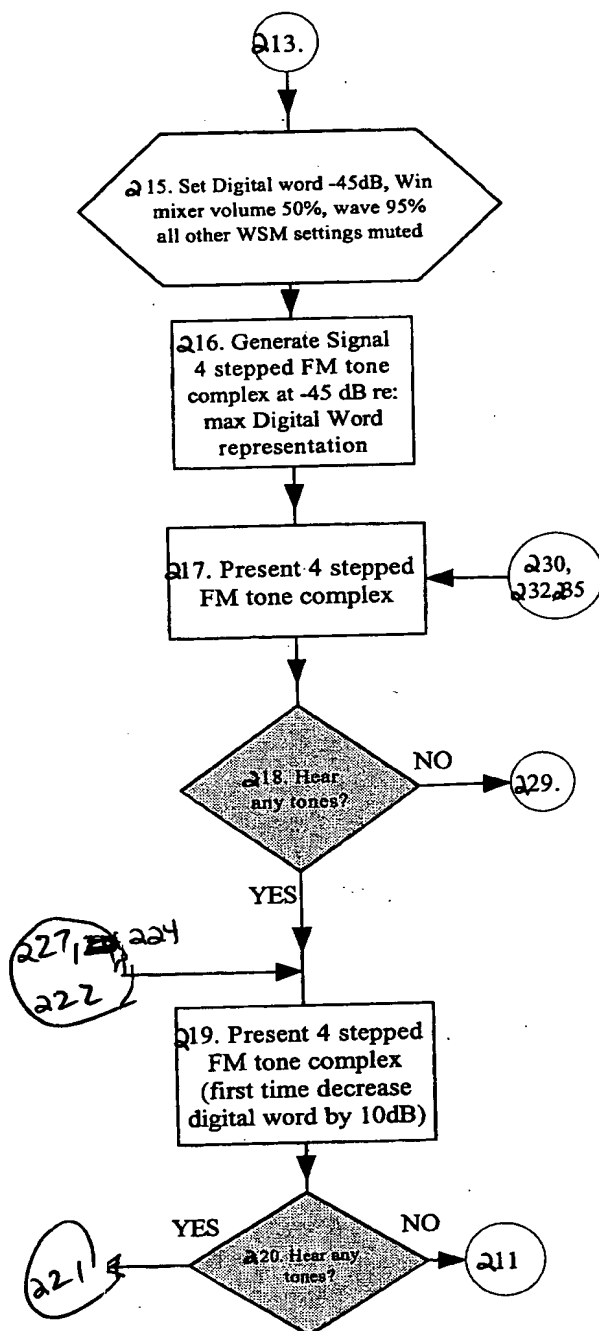 213.
215. Set Digital word -45dB, Win
mixer volume 50%, wave 95%
all other WSM settings muted
216. Generate Signal
4 stepped FM tone
complex at -45 dB re:
max Digital Word
representation
217. Present 4 stepped
FM tone complex
230,
232,235
218. Hear
any tones?
NO
229.
YES
227, 224
222
219. Present 4 stepped
FM tone complex
(first time decrease
digital word by 10dB)
YES
NO
220. Hear any
tones?
221
211